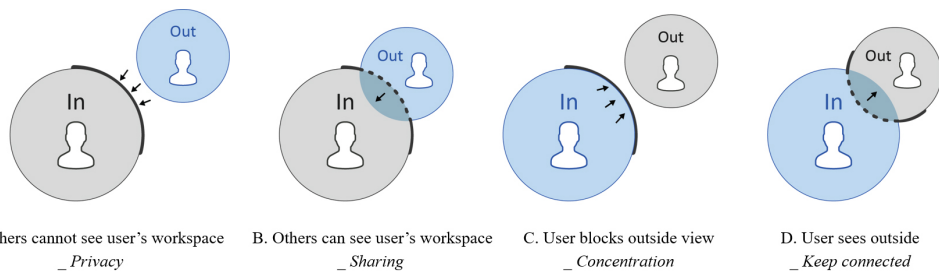 Out
In
Out
In
Out
In
Out
In
hers cannot see user's workspace
_ Privacy
B. Others can see user's workspace
_ Sharing
C. User blocks outside view
_ Concentration
D. User sees outside
_ Keep connected